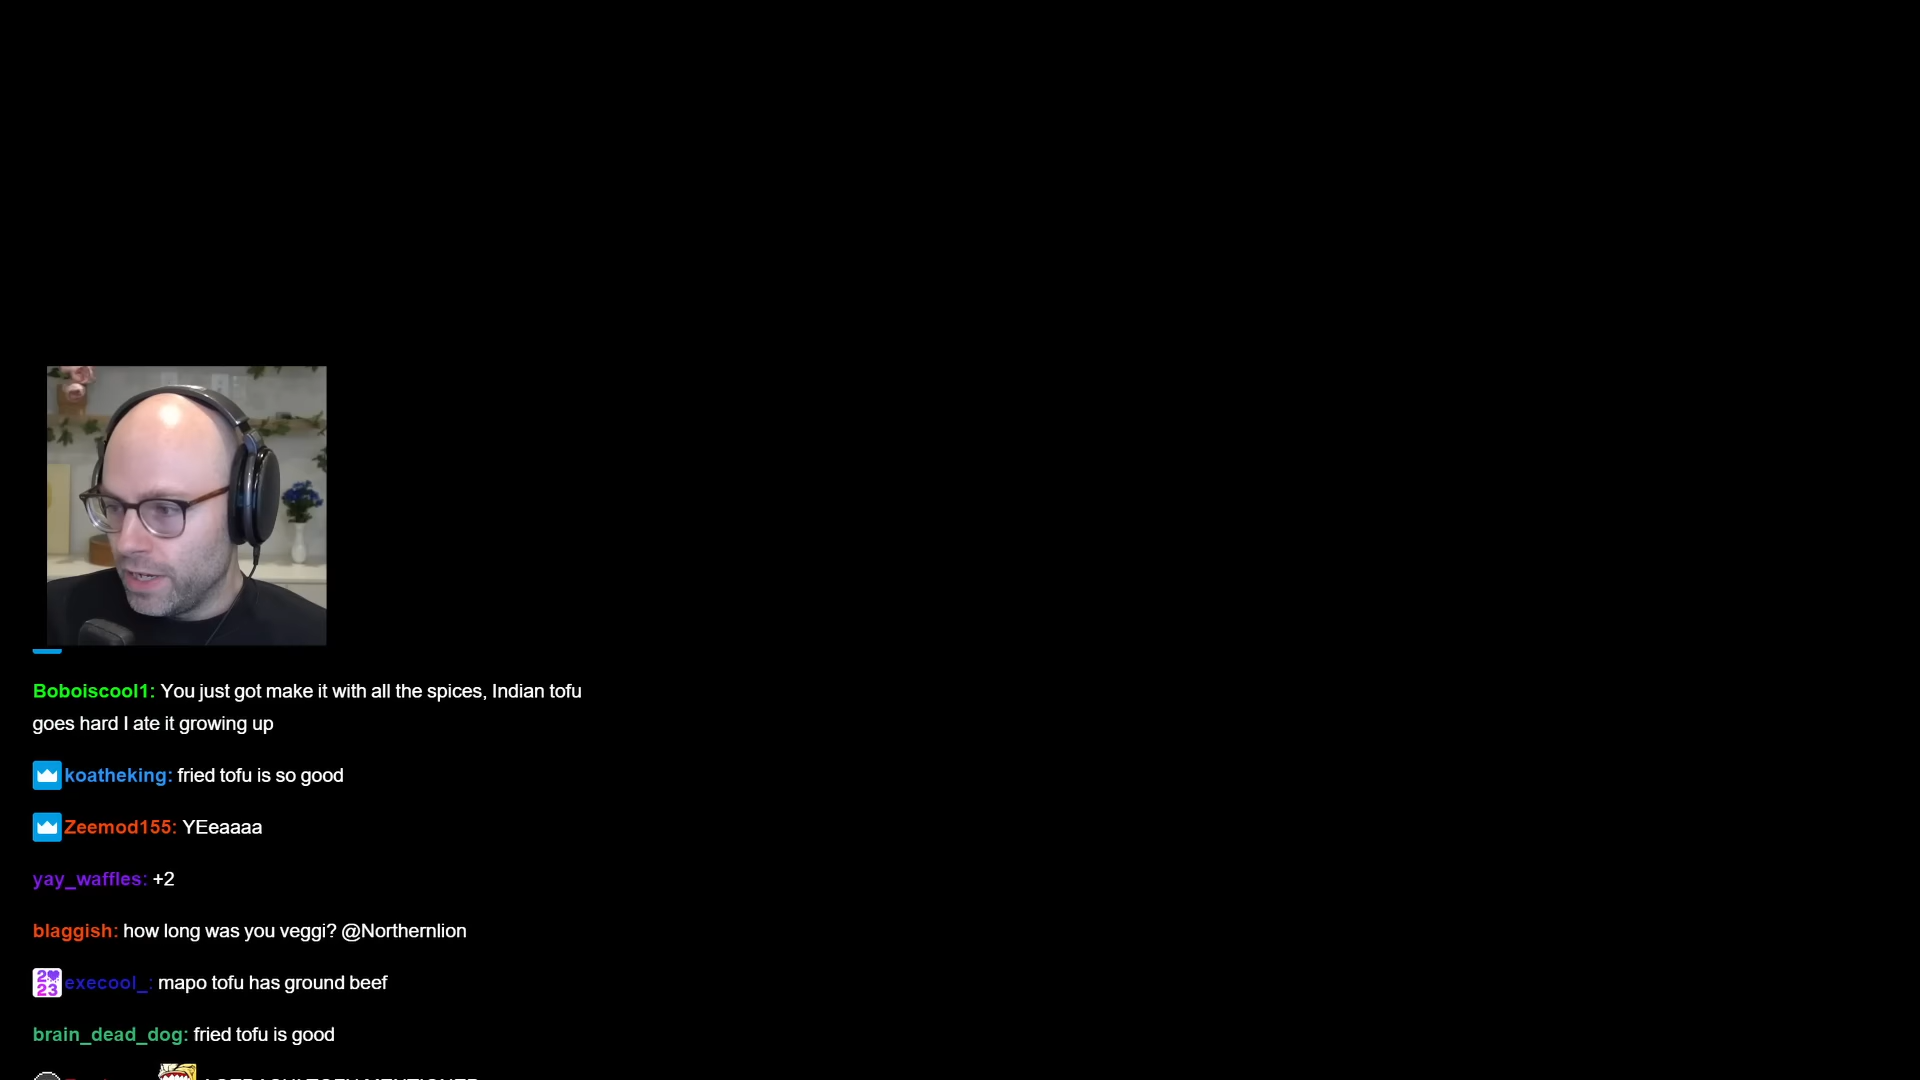 Boboiscool1: You just got make it with all the spices, Indian tofu
goes hard I ate it growing up
koatheking: fried tofu is so good
Zeemod155: YEeaaaa
yay_waffles: +2
blaggish: how long was you veggi? @Northernlion
2023 execool_: mapo tofu has ground beef
brain_dead_dog: fried tofu is good